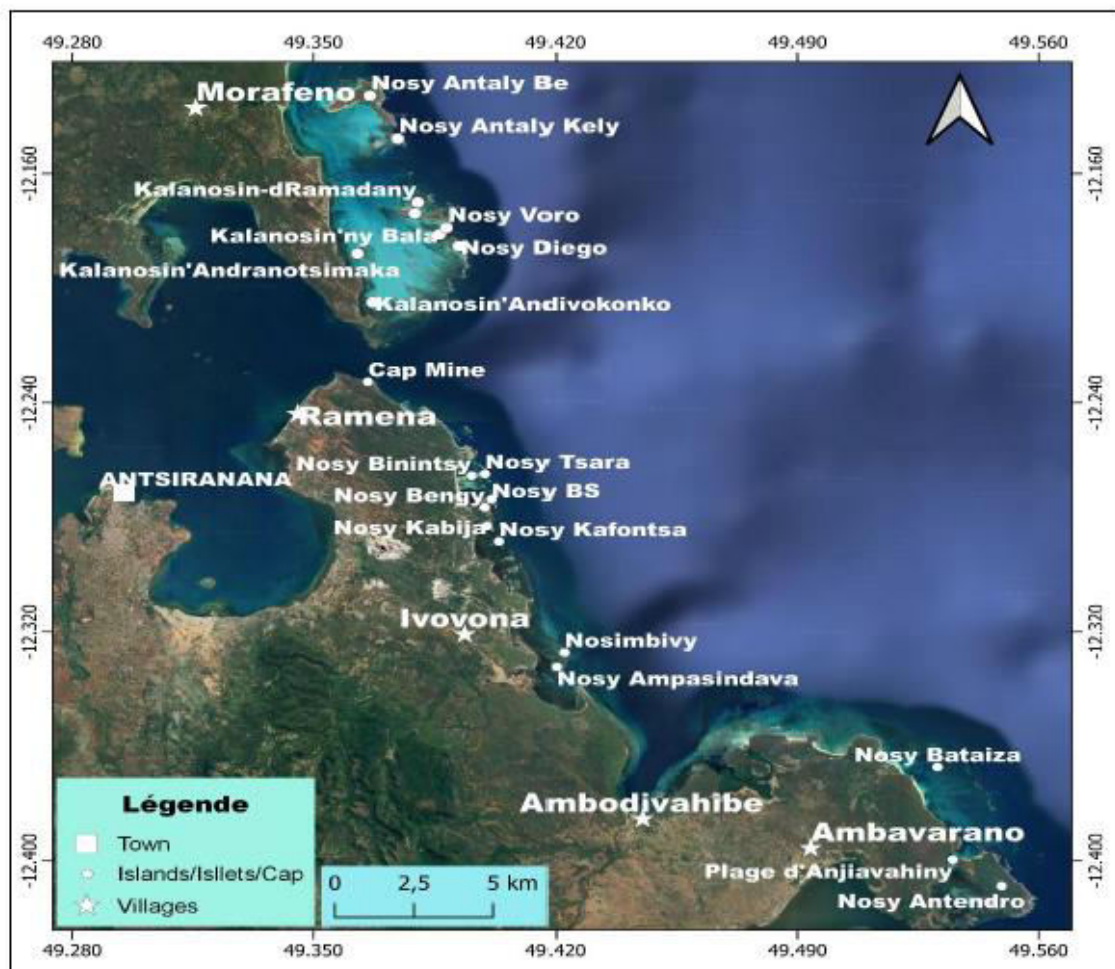 49.280 49.350 49.420 49.490 49.560
Nosy Antaly Be
Morafeno
Nosy Antaly Kely
-12.160 -12.160
Kalanosin-dRamadany
Nosy Voro
Kalanosin'ny Bala
Nosy Diego
Kalanosin'Andranotsimaka
Kalanosin'Andivokonko
Cap Mine
-12.240 -12.240
Ramena
Nosy Binintsy Nosy Tsara
ANTSIRANANA
Nosy Bengy Nosy BS
Nosy Kabija Nosy Kafontsa
Ivovona
-12.320 -12.320
Nosimbivy
Nosy Ampasindava
Nosy Bataiza
Légende
Ambodivahibe
Ambavarano
Town
-12.400 -12.400
Plage d'Anjiavahiny
Islands/Isllets/Cap
0 2,5 5 km
Nosy Antendro
Villages
49.280 49.350 49.420 49.490 49.560